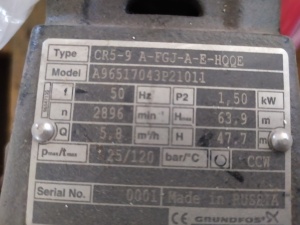 Type CR5-9 A-FGJ-A-E-HQQE
Model A96517043P21011
f 50 Hz P2 1,50 kW
n 2896 min⁻¹ Hmax 63,9 m
Q 5,8 m³/h H 47,7 m
pmax/tmax 25/120 bar/°C CCW
Serial No. 0001 Made in RUSSIA
CE GRUNDFOS